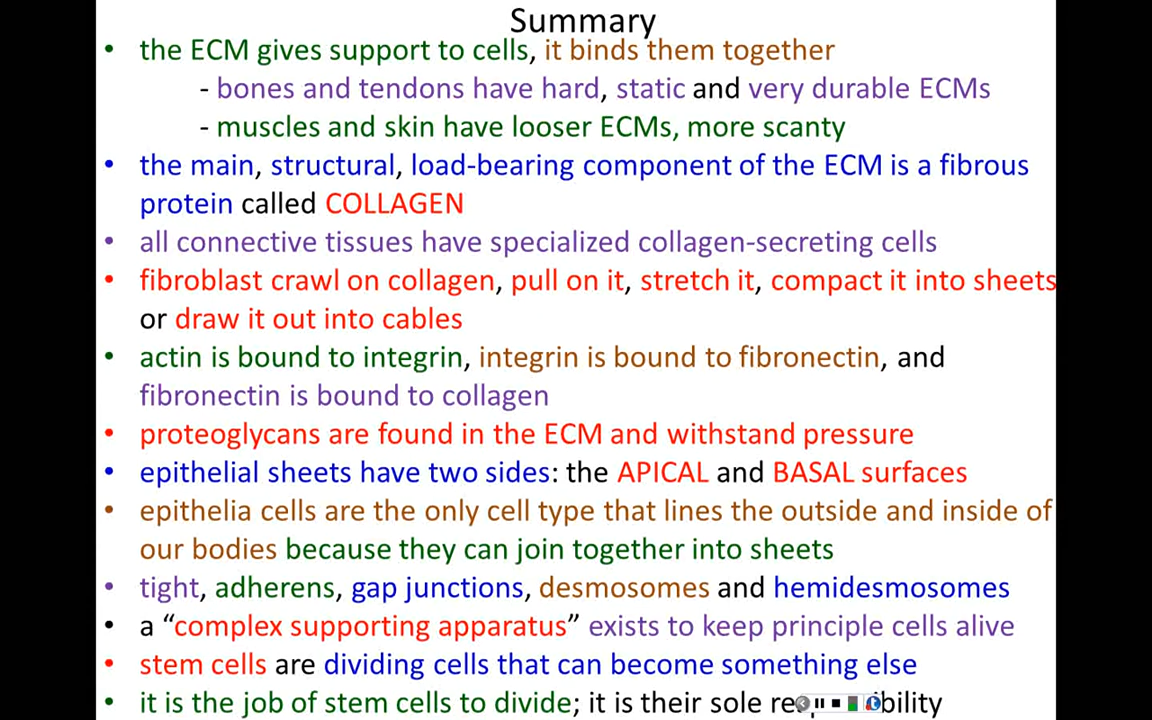 Summary
• the ECM gives support to cells, it binds them together
- bones and tendons have hard, static and very durable ECMs
- muscles and skin have looser ECMs, more scanty
• the main, structural, load-bearing component of the ECM is a fibrous
protein called COLLAGEN
• all connective tissues have specialized collagen-secreting cells
• fibroblast crawl on collagen, pull on it, stretch it, compact it into sheets
or draw it out into cables
• actin is bound to integrin, integrin is bound to fibronectin, and
fibronectin is bound to collagen
• proteoglycans are found in the ECM and withstand pressure
• epithelial sheets have two sides: the APICAL and BASAL surfaces
• epithelia cells are the only cell type that lines the outside and inside of
our bodies because they can join together into sheets
• tight, adherens, gap junctions, desmosomes and hemidesmosomes
• a “complex supporting apparatus” exists to keep principle cells alive
• stem cells are dividing cells that can become something else
• it is the job of stem cells to divide; it is their sole